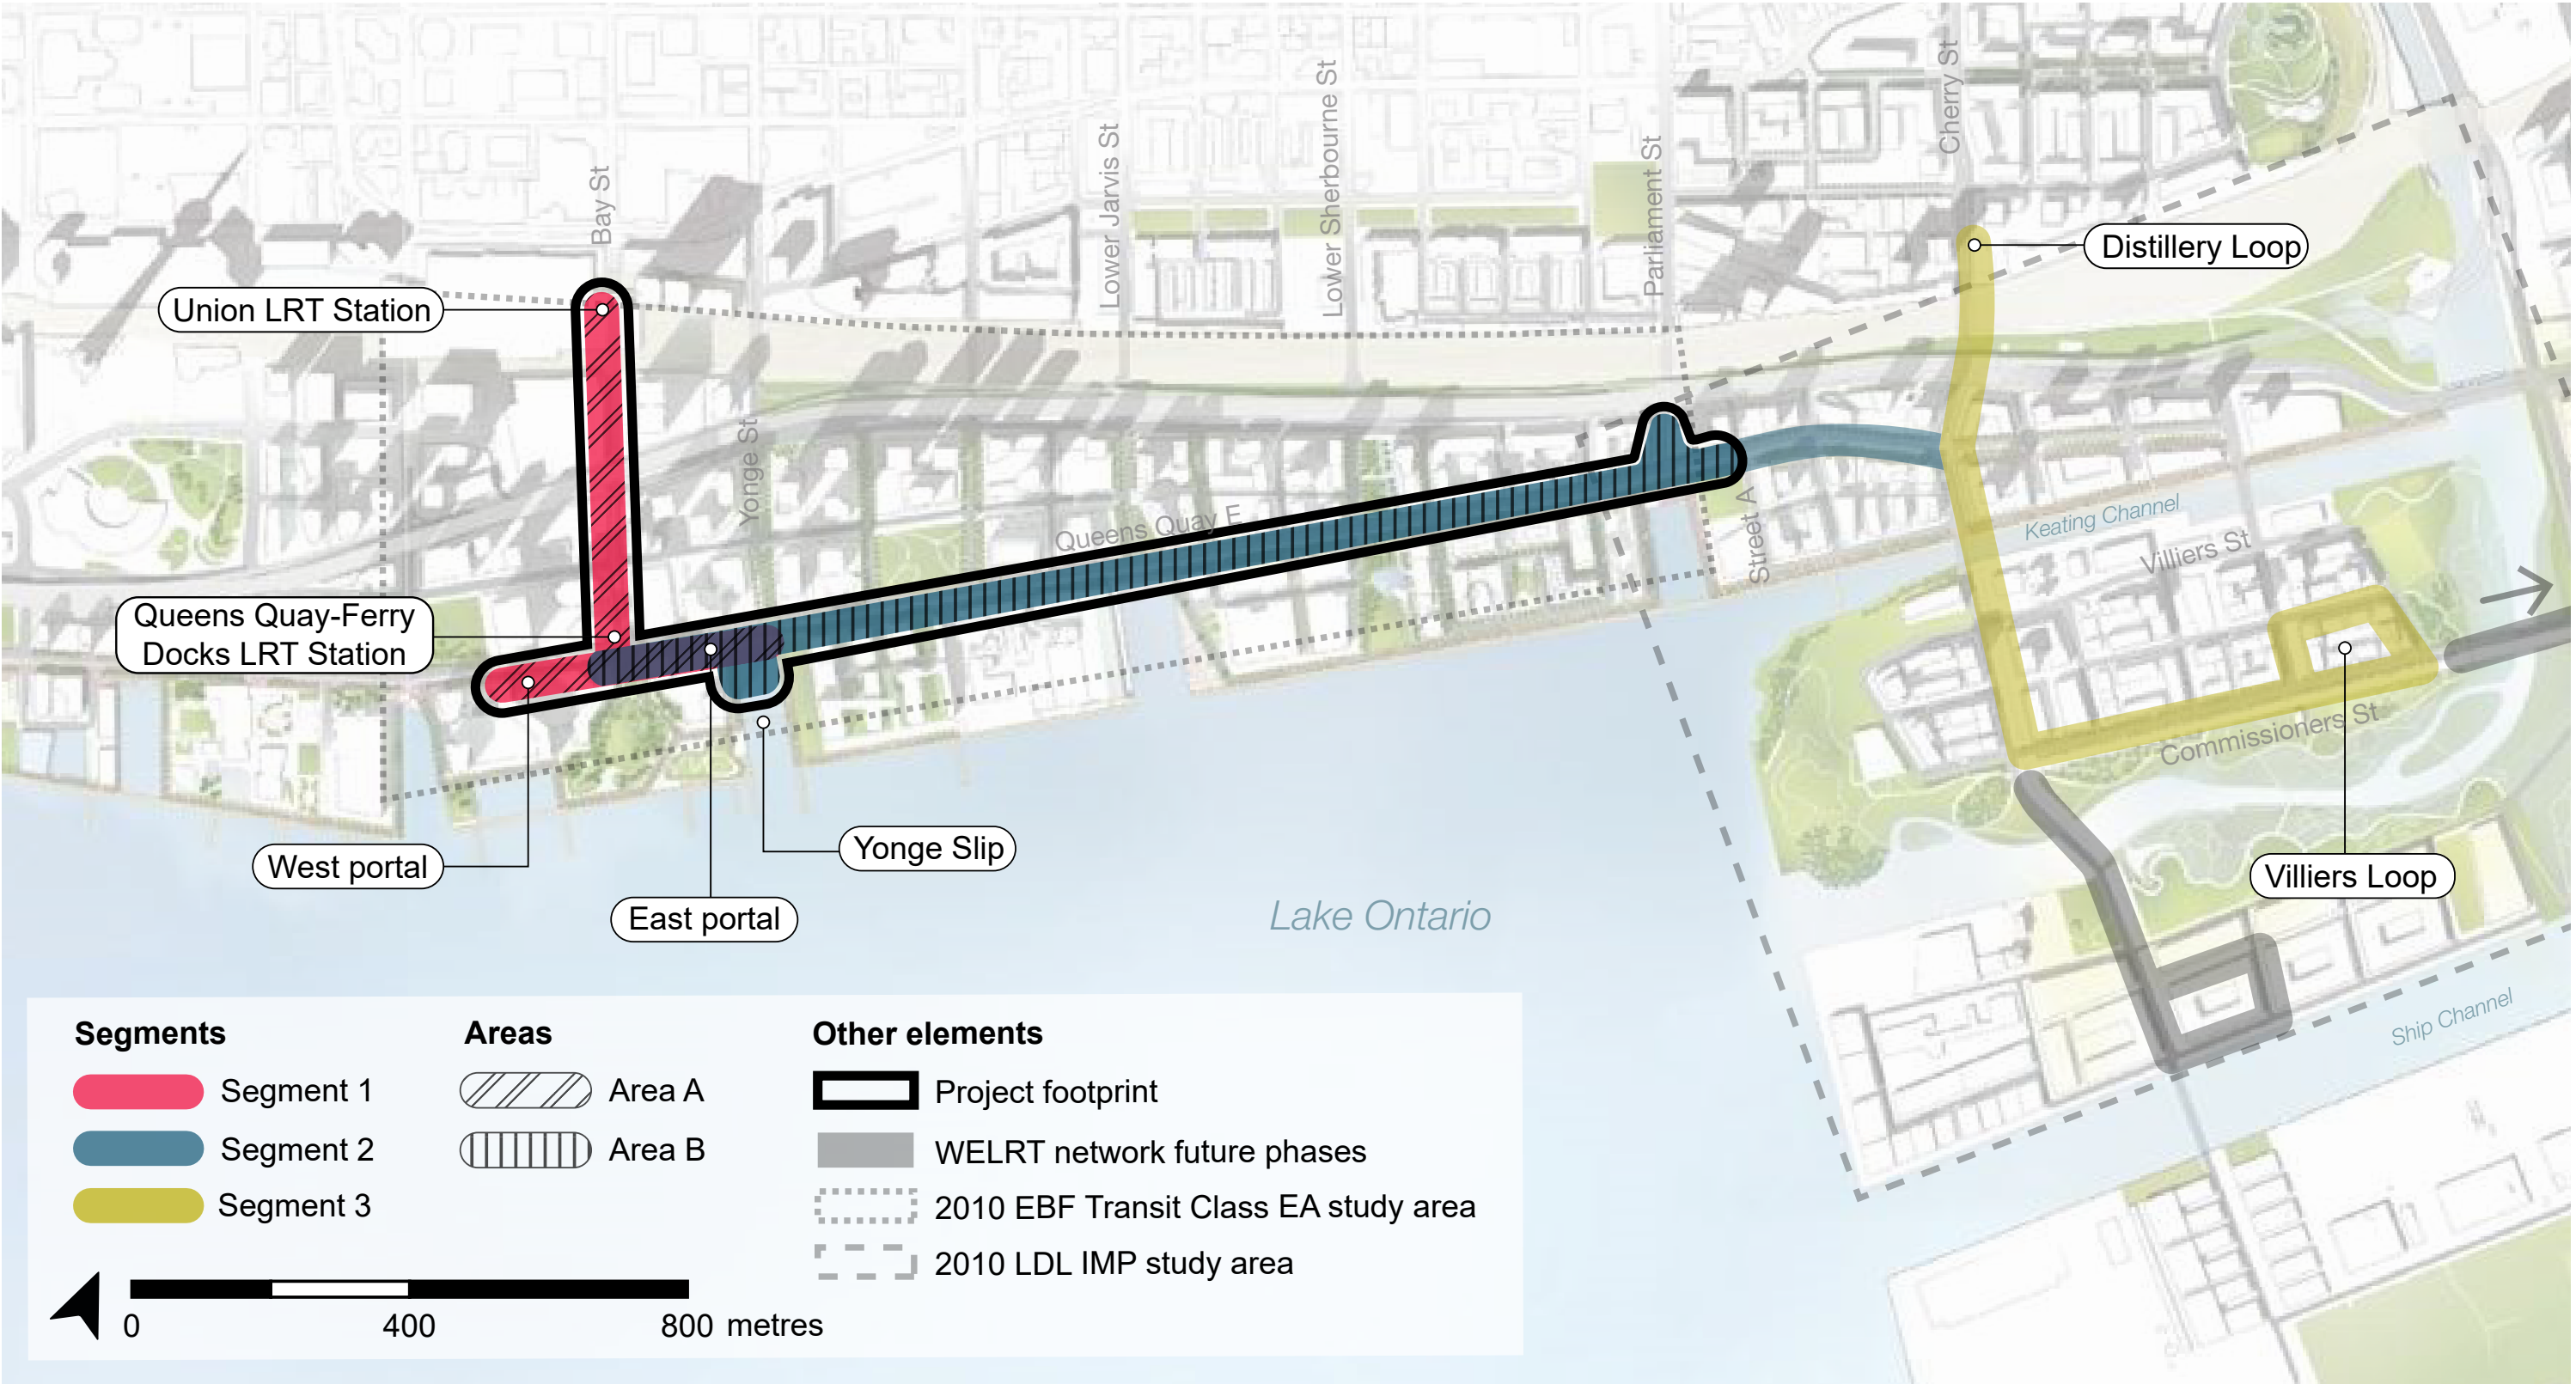 Cherry St
Lower Sherbourne St
Lower Jarvis St
Parliament St
Bay St
Distillery Loop
Union LRT Station
Yonge St
Street A
Queens Quay E
Keating Channel
Villiers St
Queens Quay-Ferry
Docks LRT Station
Commissioners St
West portal
Yonge Slip
East portal
Villiers Loop
Lake Ontario
Ship Channel
Segments
Segment 1
Segment 2
Segment 3
Areas
Area A
Area B
Other elements
Project footprint
WELRT network future phases
2010 EBF Transit Class EA study area
2010 LDL IMP study area
0 400 800 metres